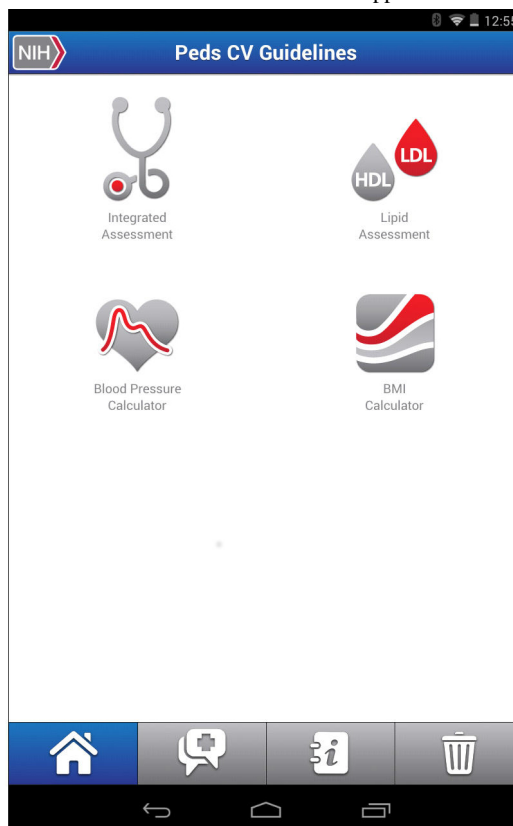 12:55
NIH
Peds CV Guidelines
HDL
LDL
Integrated
Assessment
Lipid
Assessment
Blood Pressure
Calculator
BMI
Calculator
i